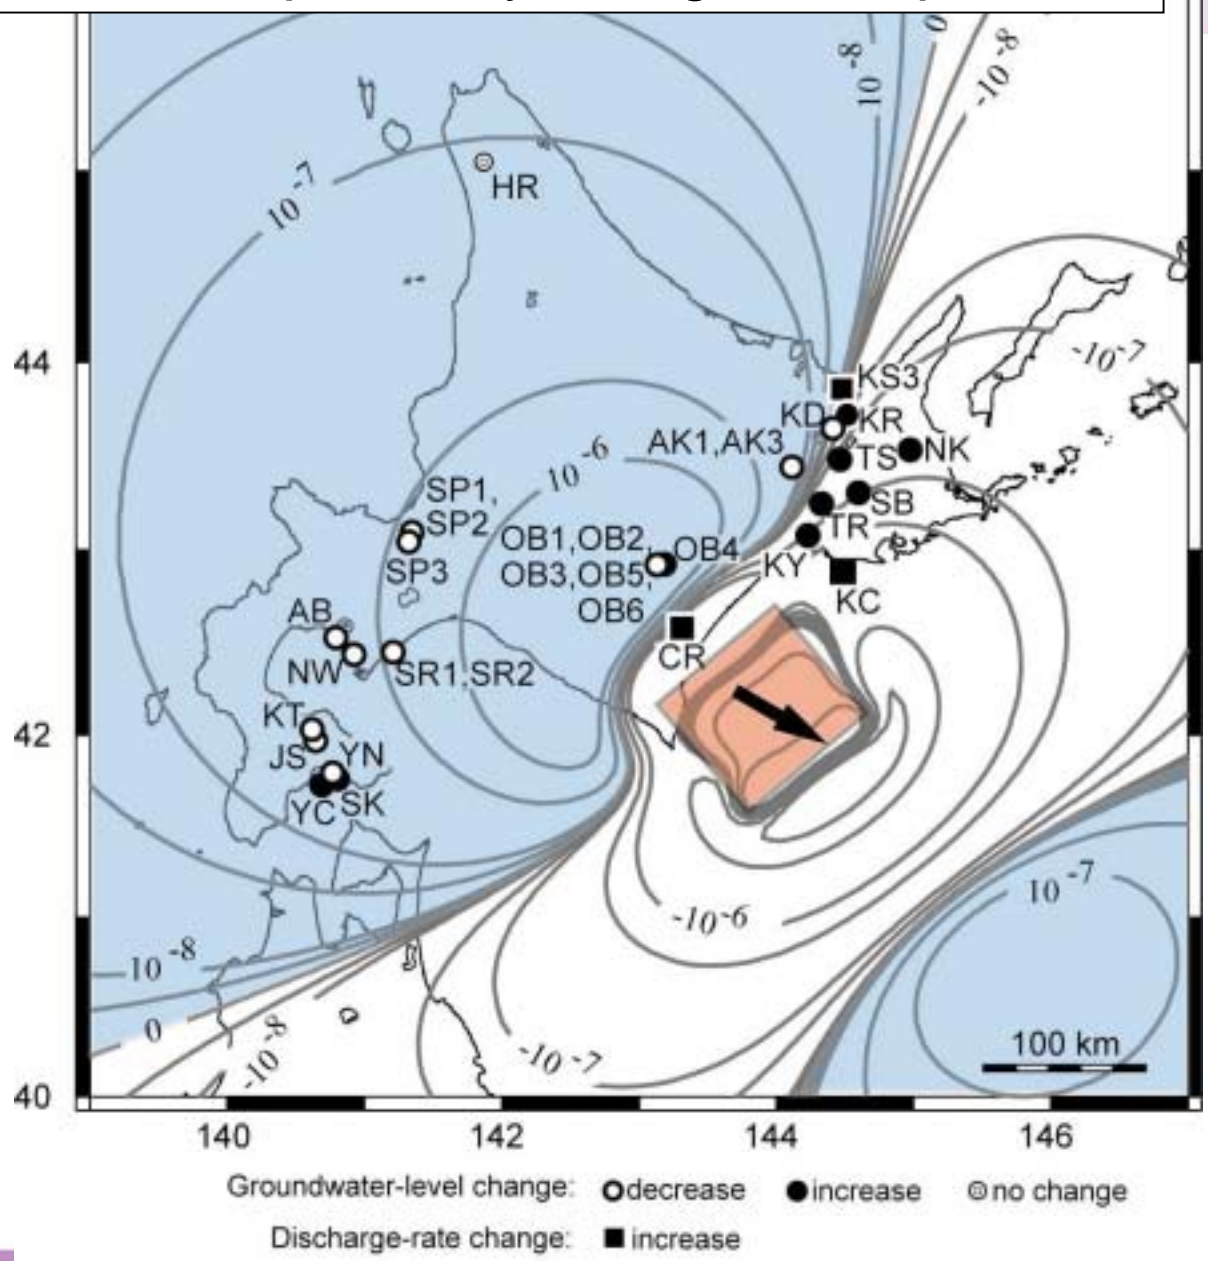 10 -8
0
-10 -8
10 -7
HR
-10 -7
44
KS3
KD
KR
AK1,AK3
TS
NK
10 -6
SP1,
SP2
SB
OB1,OB2,
OB4
TR
SP3
OB3,OB5,
KY
OB6
KC
AB
CR
NW
SR1,SR2
KT
42
JS
YN
YC
SK
10 -7
-10 -6
10 -8
0
-10 -8
-10 -7
100 km
40
140
142
144
146
Groundwater-level change: decrease increase no change
Discharge-rate change: increase